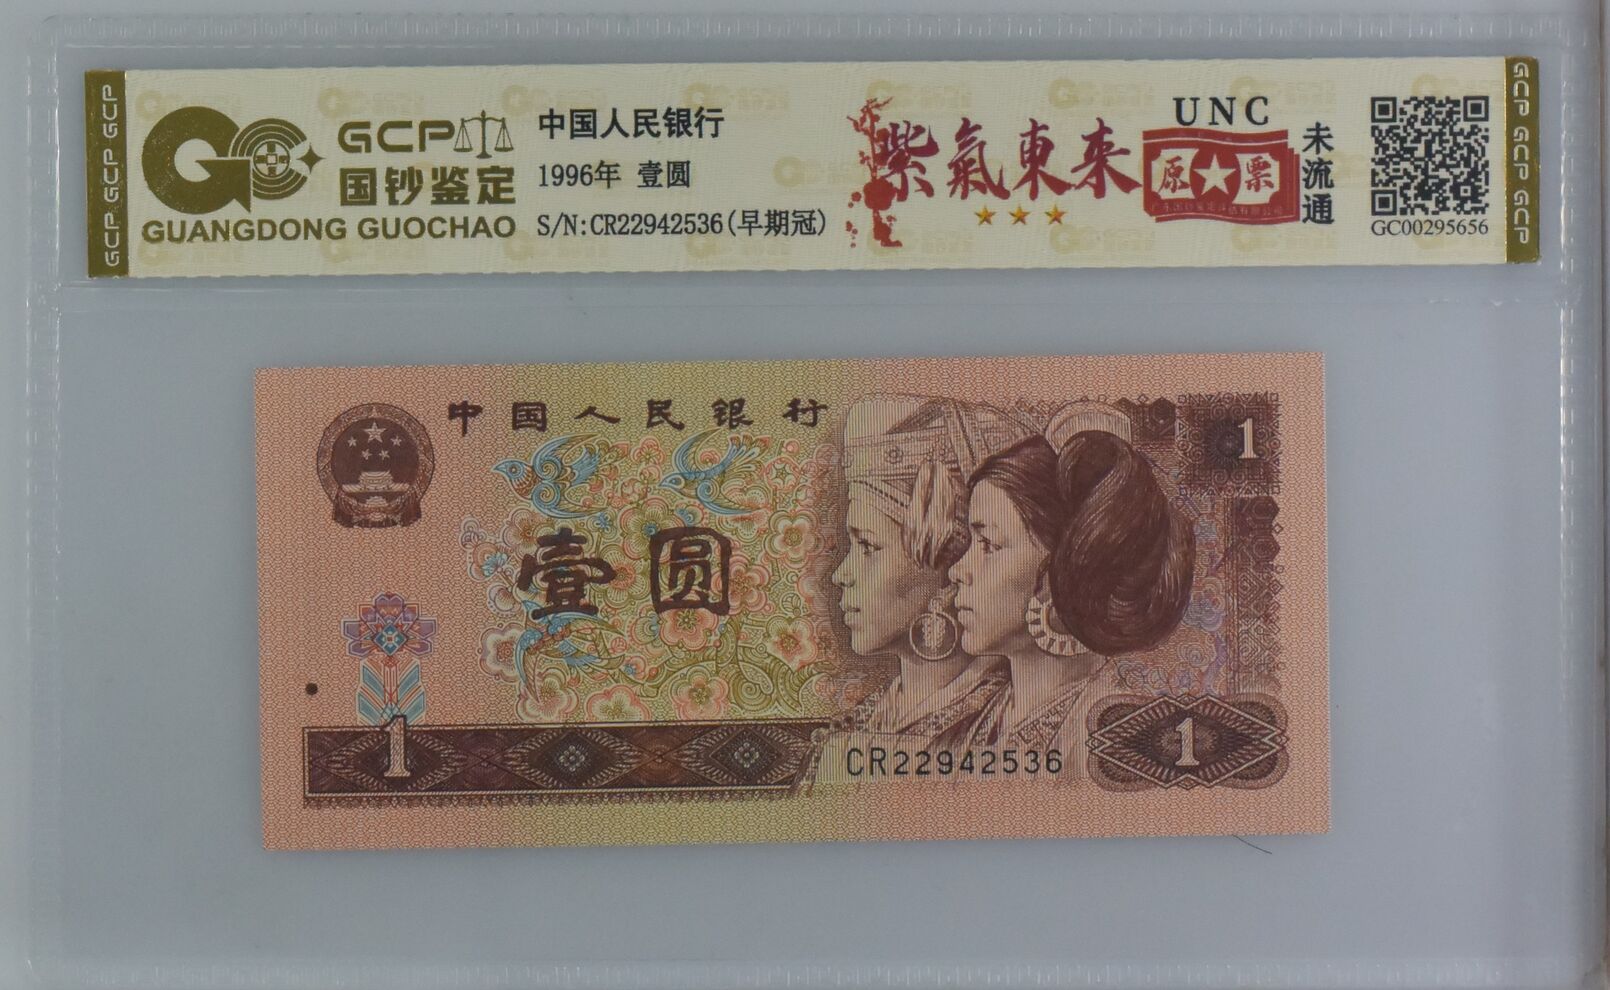 GCP GCP GCP
GCP
国钞鉴定
GUANGDONG GUOCHAO
中国人民银行
1996年 壹圆
S/N:CR22942536(早期冠)
紫氣東来
UNC
原票
未流通
GC00295656
GCP GCP GCP
中国人民银行
1
壹圆
1
CR22942536
1